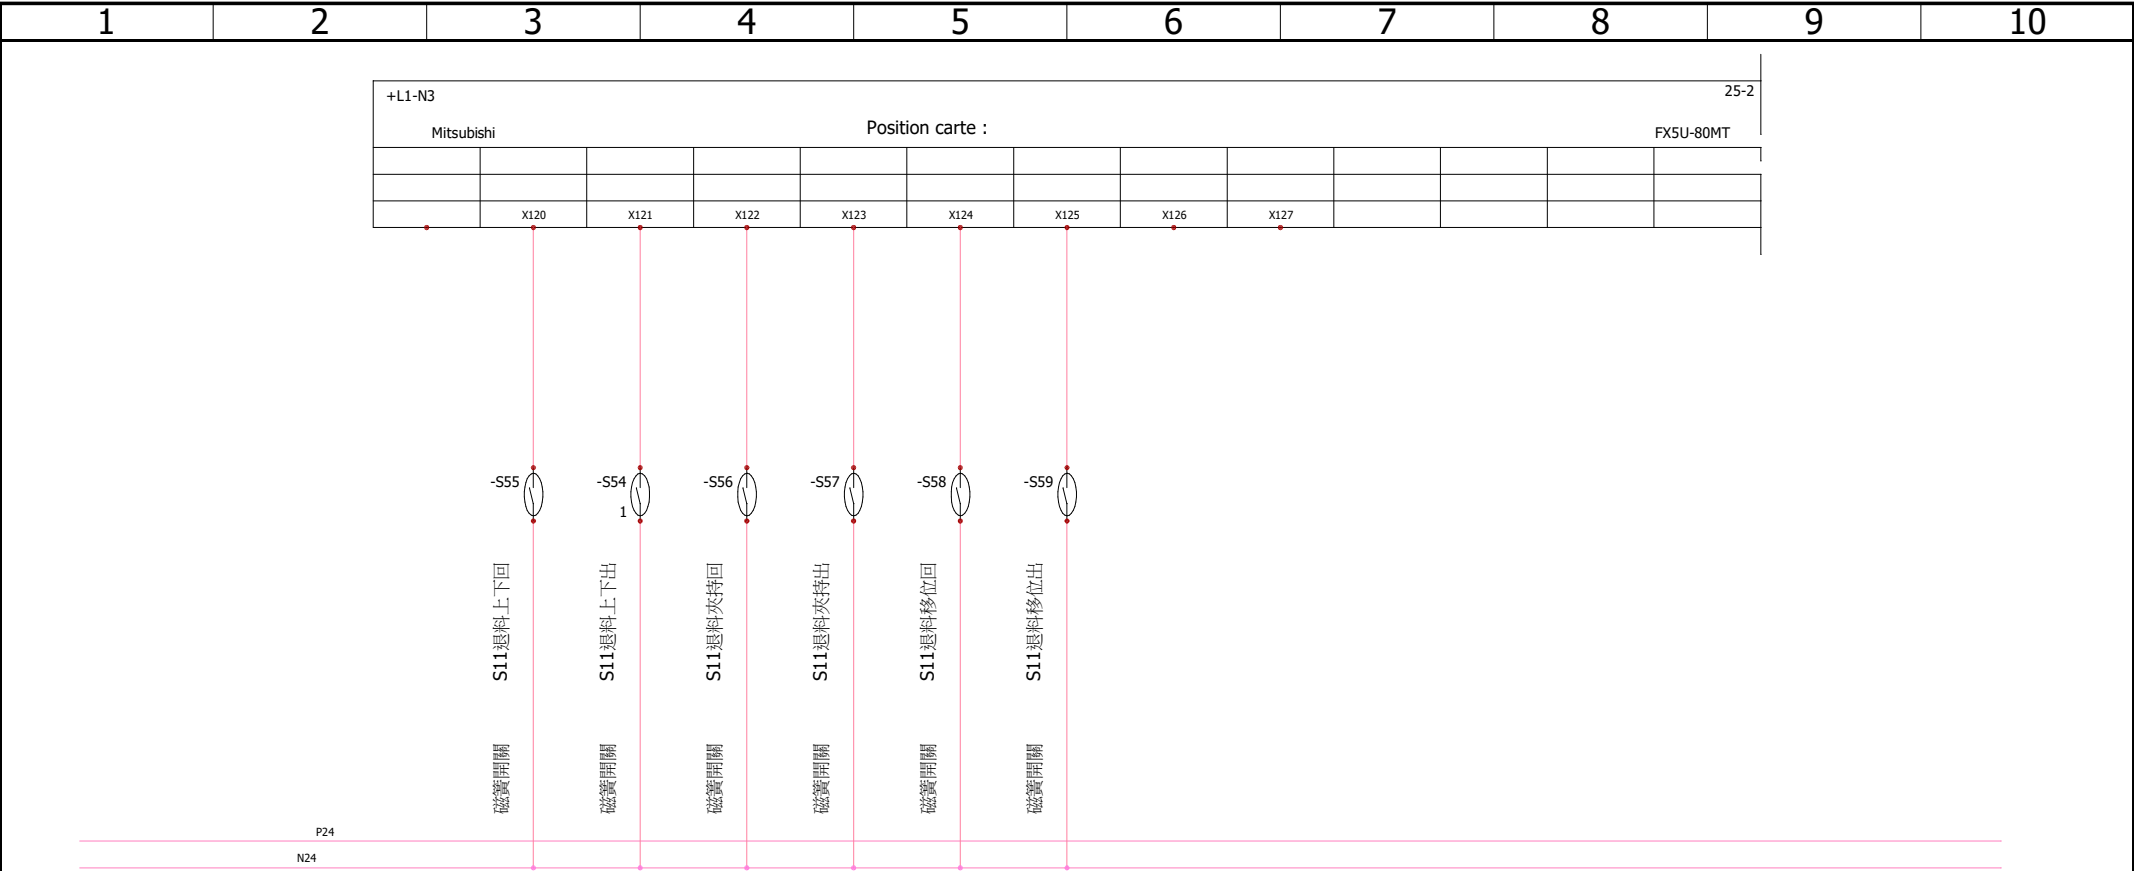 1 2 3 4 5 6 7 8 9 10
+L1-N3 25-2
Mitsubishi Position carte : FX5U-80MT
X120 X121 X122 X123 X124 X125 X126 X127
-S55 -S54 -S56 -S57 -S58 -S59
1
S11退料上下回
S11退料上下出
S11退料夾持回
S11退料夾持出
S11退料移位回
S11退料移位出
磁簧開關
磁簧開關
磁簧開關
磁簧開關
磁簧開關
磁簧開關
P24
N24